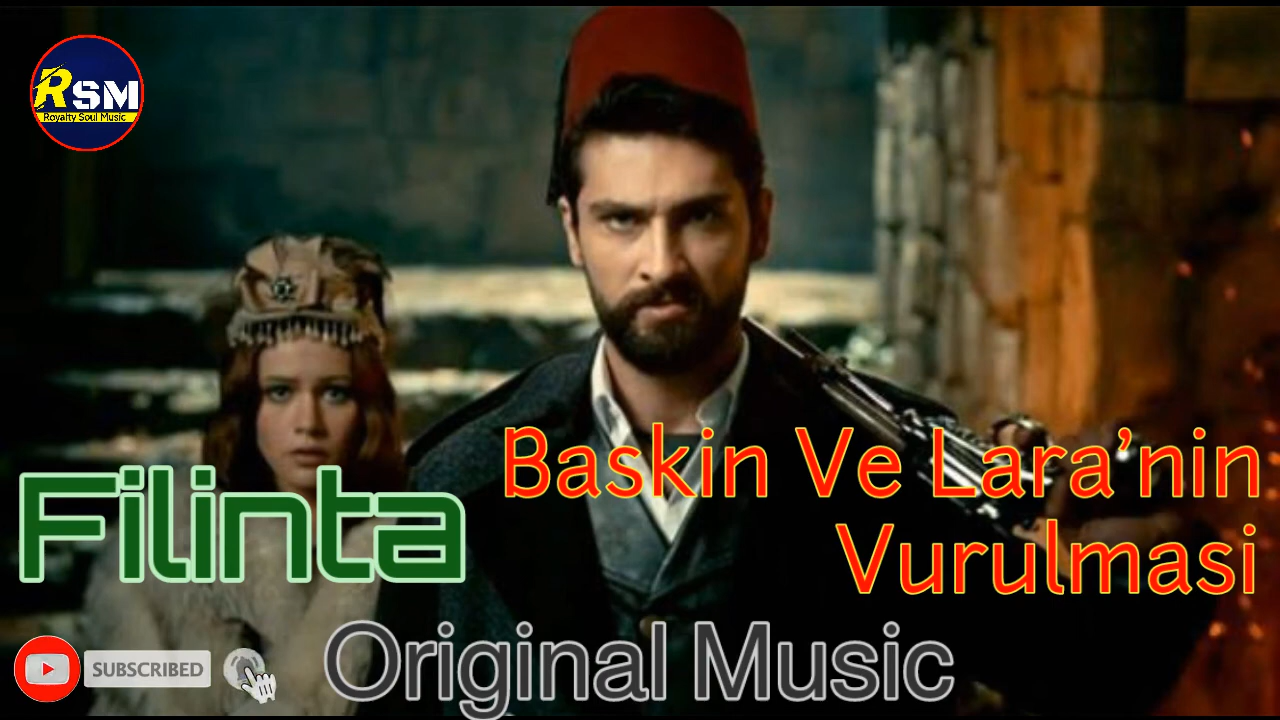 RSM
Royalty Soul Music
Baskin Ve Lara’nin
Vurulmasi
Filinta
SUBSCRIBED
Original Music